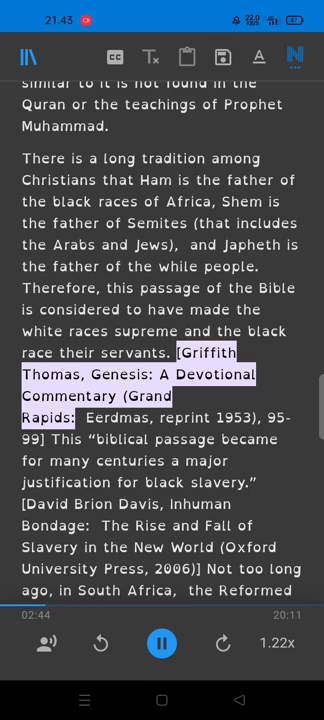 21.43
22.0
KB/s
47
CC
T
A
N
similar to it is not found in the
Quran or the teachings of Prophet
Muhammad.
There is a long tradition among
Christians that Ham is the father of
the black races of Africa, Shem is
the father of Semites (that includes
the Arabs and Jews), and Japheth is
the father of the while people.
Therefore, this passage of the Bible
is considered to have made the
white races supreme and the black
race their servants. [Griffith
Thomas, Genesis: A Devotional
Commentary (Grand
Rapids: Eerdmas, reprint 1953), 95-
99] This “biblical passage became
for many centuries a major
justification for black slavery.”
[David Brion Davis, Inhuman
Bondage: The Rise and Fall of
Slavery in the New World (Oxford
University Press, 2006)] Not too long
ago, in South Africa, the Reformed
02:44
20:11
1.22x